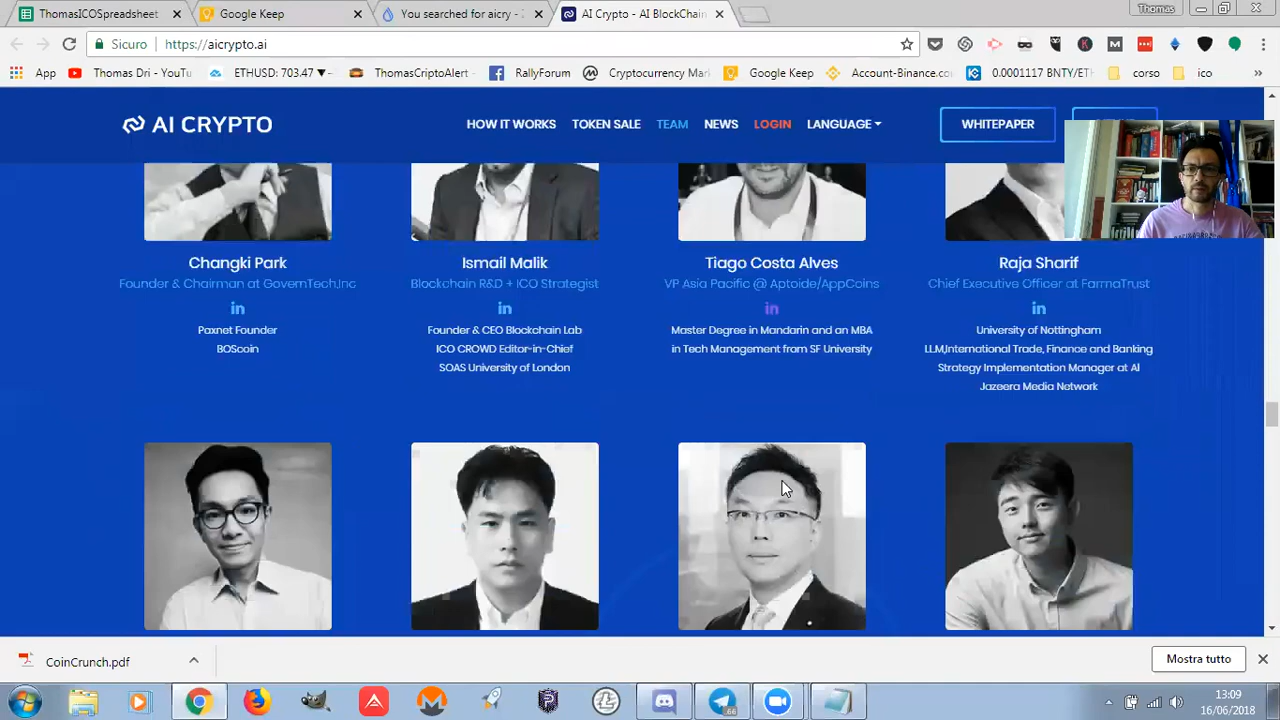 ThomasICOSpreadsheet
Google Keep
You searched for aicry -
AI Crypto - AI BlockChain
Thomas
Sicuro
https://aicrypto.ai
App
Thomas Dri - YouTu
ETHUSD 703.47 ▼
ThomasCriptoAlert
RallyForum
Cryptocurrency Mark
Google Keep
Account-Binance.co
0.0001117 BNTY/ETH
corso
ico
AI CRYPTO
HOW IT WORKS
TOKEN SALE
TEAM
NEWS
LOGIN
LANGUAGE
WHITEPAPER
Changki Park
Founder & Chairman at GovernTech,Inc
in
Paxnet Founder
BOScoin
Ismail Malik
Blockchain R&D + ICO Strategist
in
Founder & CEO Blockchain Lab
ICO CROWD Editor-in-Chief
SOAS University of London
Tiago Costa Alves
VP Asia Pacific @ Aptoide/AppCoins
in
Master Degree in Mandarin and an MBA
in Tech Management from SF University
Raja Sharif
Chief Executive Officer at FarmaTrust
in
University of Nottingham
LLM,International Trade, Finance and Banking
Strategy Implementation Manager at Al
Jazeera Media Network
CoinCrunch.pdf
Mostra tutto
66
13:09
16/06/2018